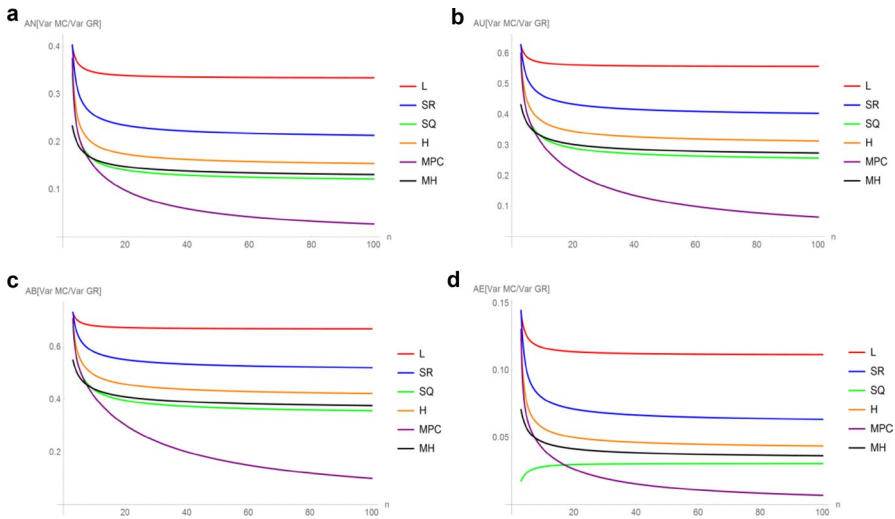 a
AN[Var MC/Var GR]
0.4
0.3
0.2
0.1
20 40 60 80 100 n
L
SR
SQ
H
MPC
MH
b
AU[Var MC/Var GR]
0.6
0.5
0.4
0.3
0.2
0.1
20 40 60 80 100 n
L
SR
SQ
H
MPC
MH
c
AB[Var MC/Var GR]
0.6
0.4
0.2
20 40 60 80 100 n
L
SR
SQ
H
MPC
MH
d
AE[Var MC/Var GR]
0.15
0.10
0.05
20 40 60 80 100 n
L
SR
SQ
H
MPC
MH